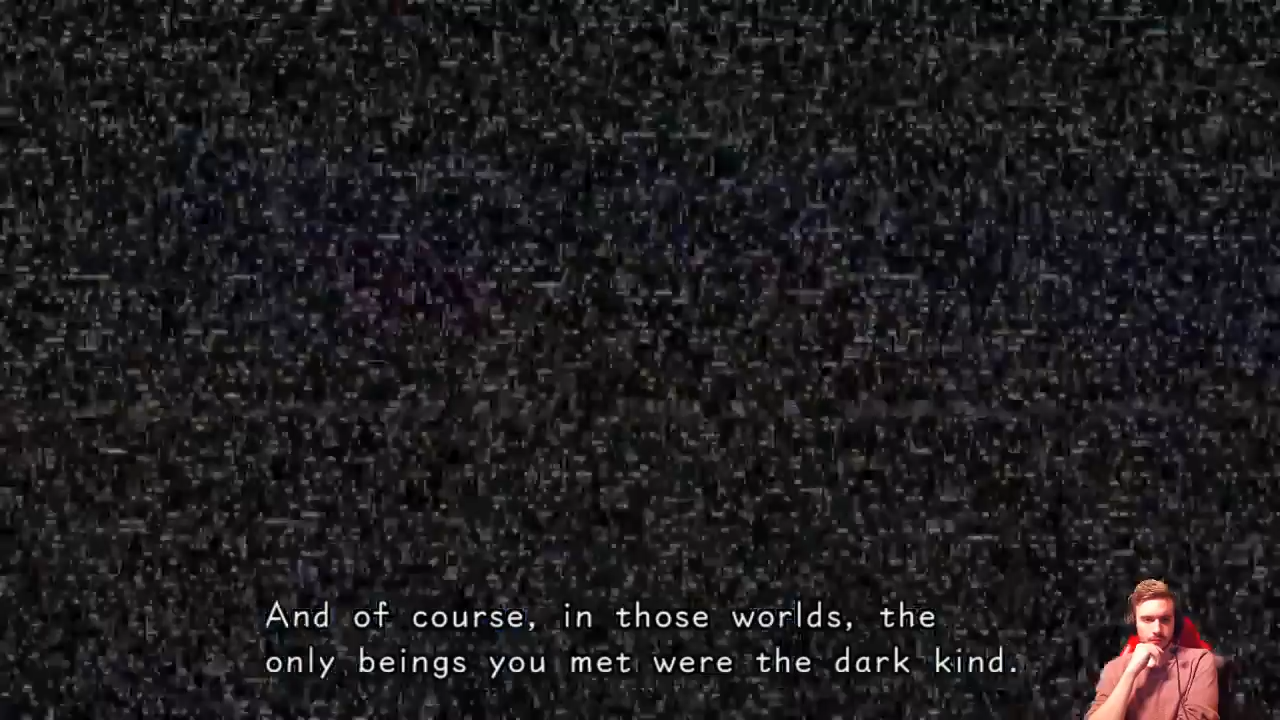 And of course, in those worlds, the
only beings you met were the dark kind.